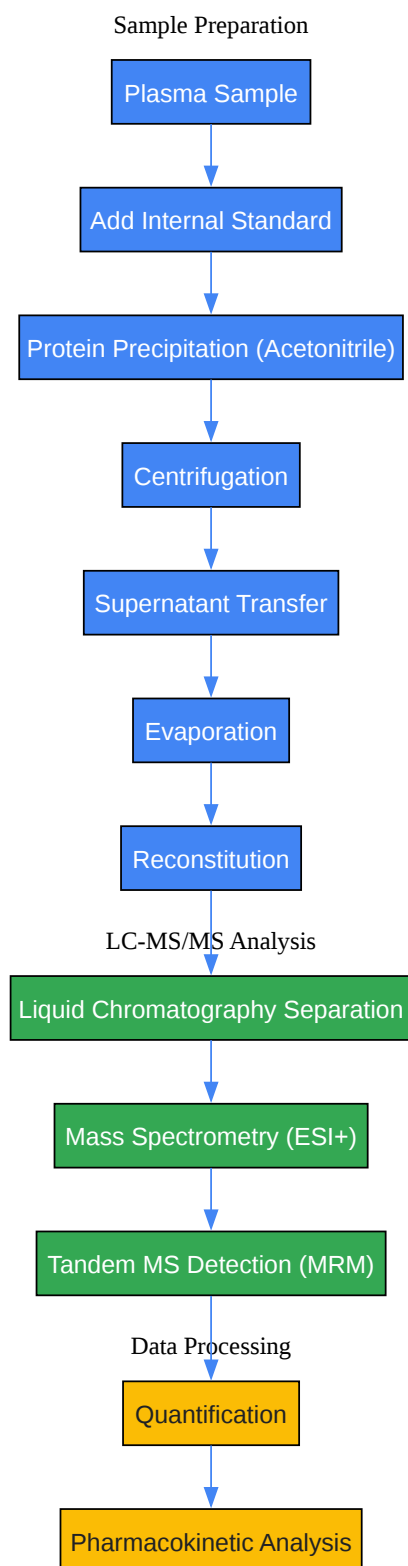 Sample Preparation
Plasma Sample
Add Internal Standard
Protein Precipitation (Acetonitrile)
Centrifugation
Supernatant Transfer
Evaporation
Reconstitution
LC-MS/MS Analysis
Liquid Chromatography Separation
Mass Spectrometry (ESI+)
Tandem MS Detection (MRM)
Data Processing
Quantification
Pharmacokinetic Analysis